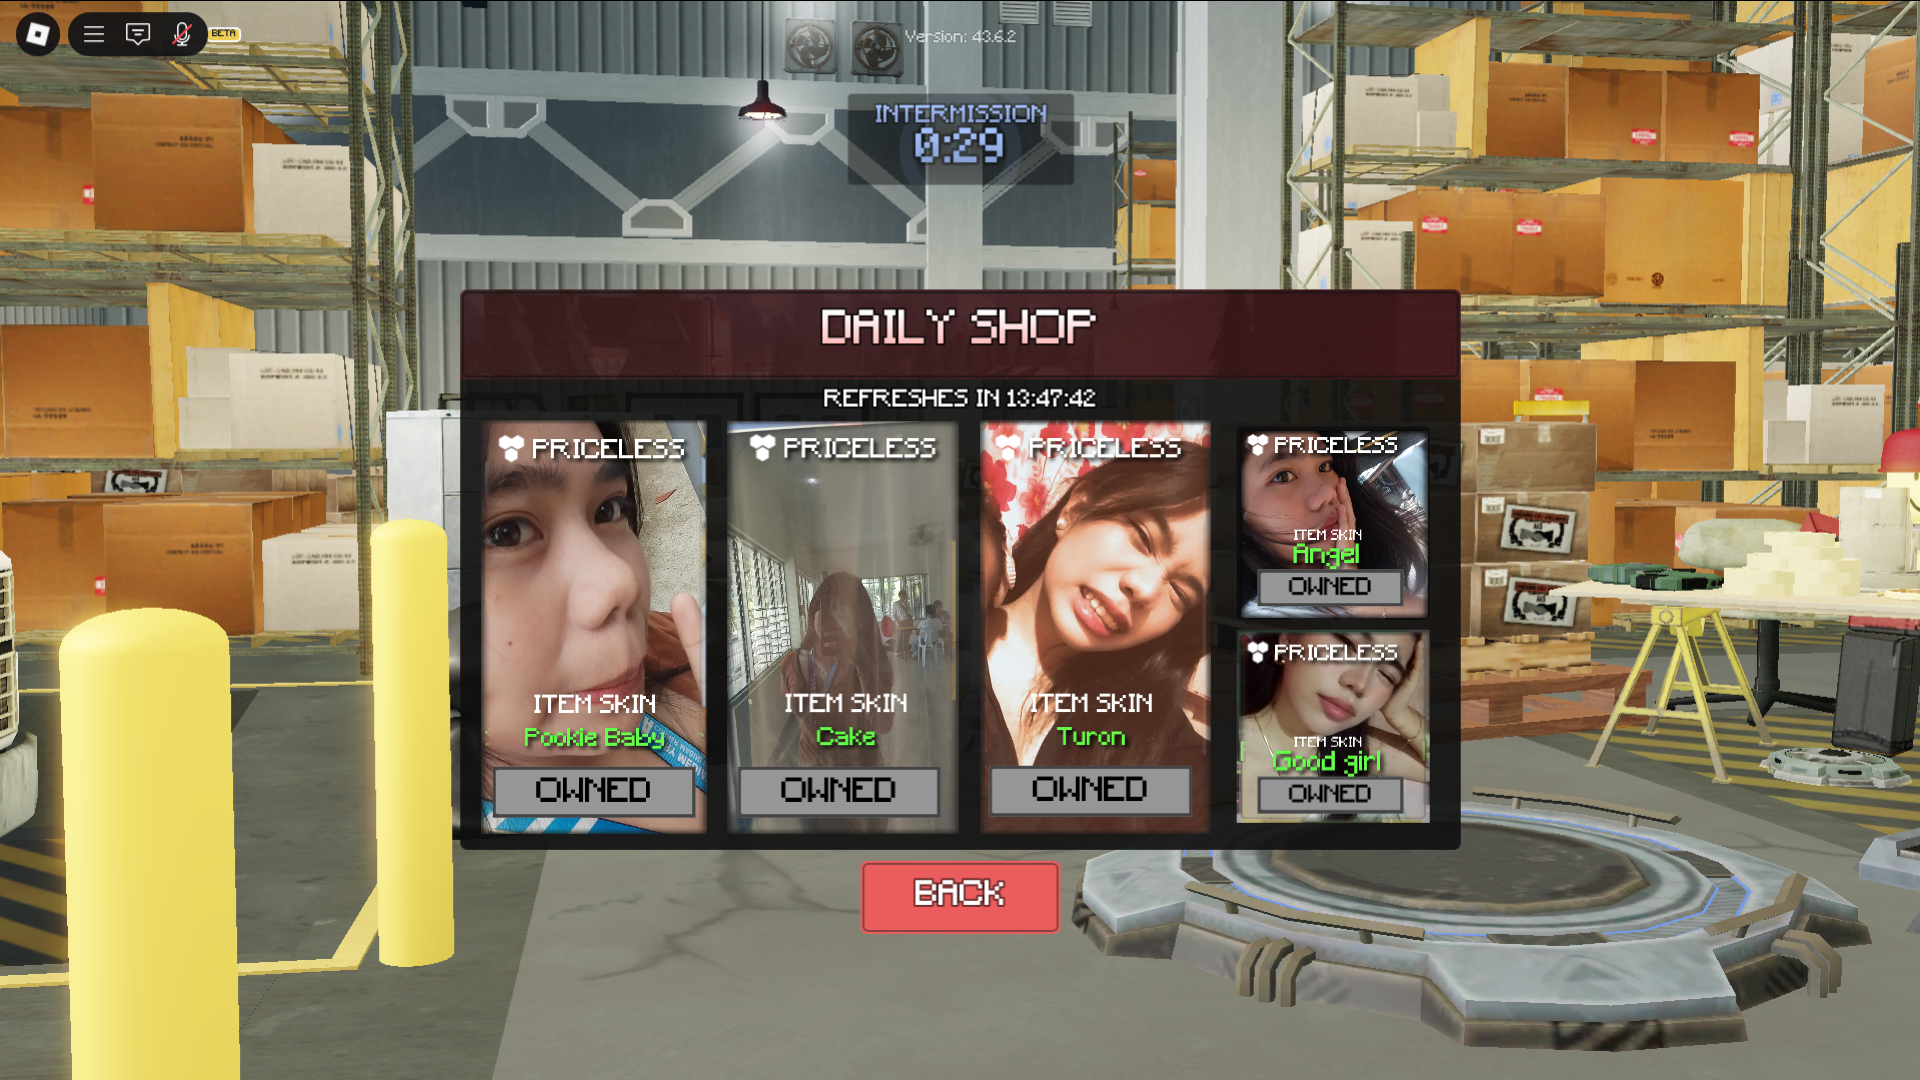 BETA
Version: 43.6.2
INTERMISSION
0:29
DAILY SHOP
REFRESHES IN 13:47:42
PRICELESS
ITEM SKIN
Pookie Baby
OWNED
PRICELESS
ITEM SKIN
Cake
OWNED
PRICELESS
ITEM SKIN
Turon
OWNED
PRICELESS
ITEM SKIN
Angel
OWNED
PRICELESS
ITEM SKIN
Good girl
OWNED
BACK